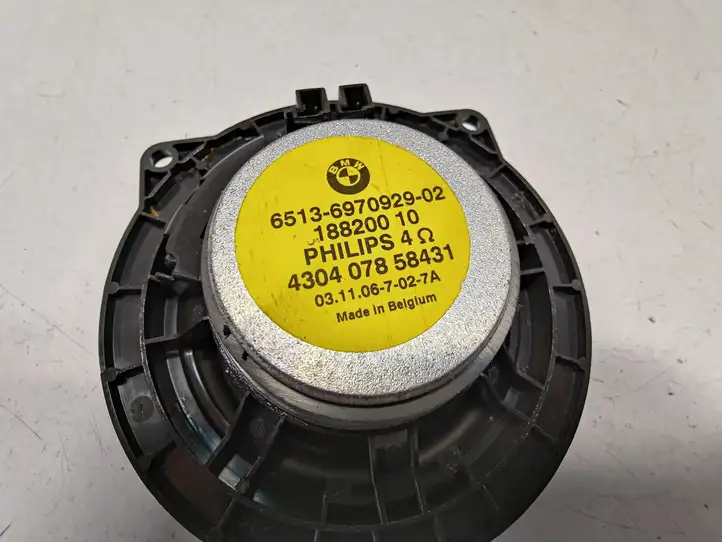 BMW
6513-6970929-02
188200 10
PHILIPS 4 Ω
4304 078 58431
03.11.06-7-02-7A
Made in Belgium